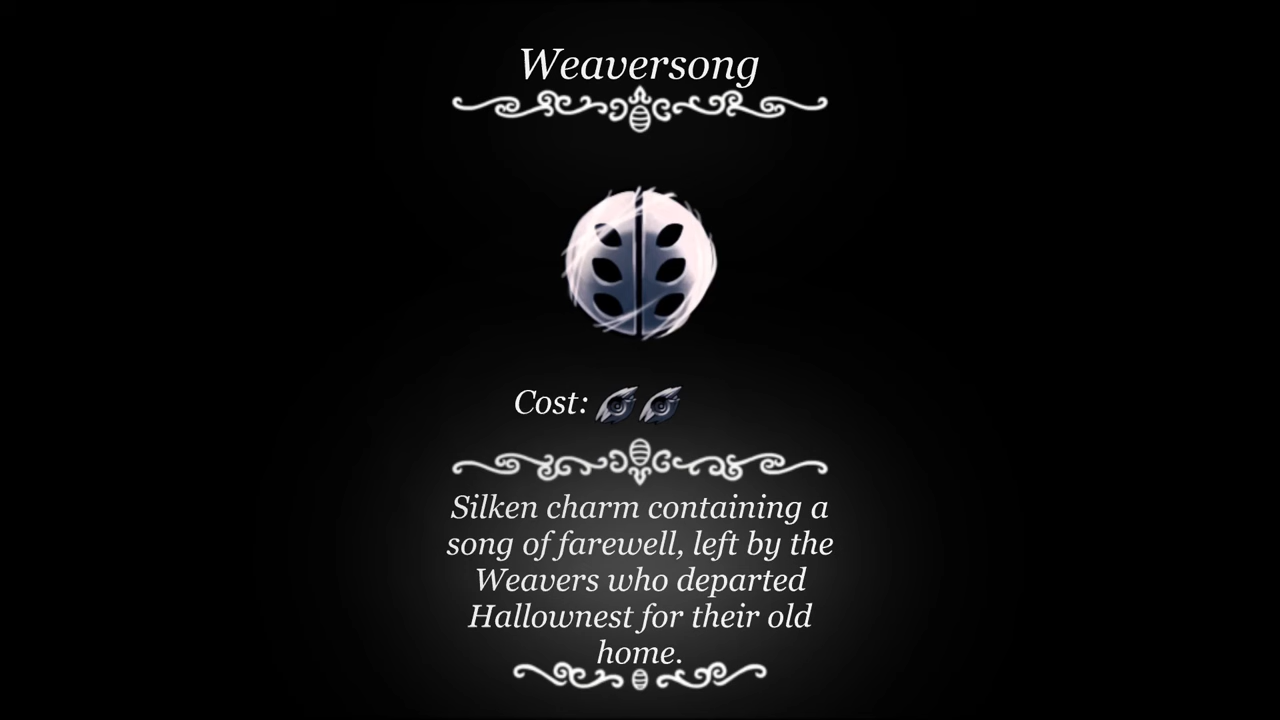 Weaversong
Cost:
Silken charm containing a
song of farewell, left by the
Weavers who departed
Hallownest for their old
home.